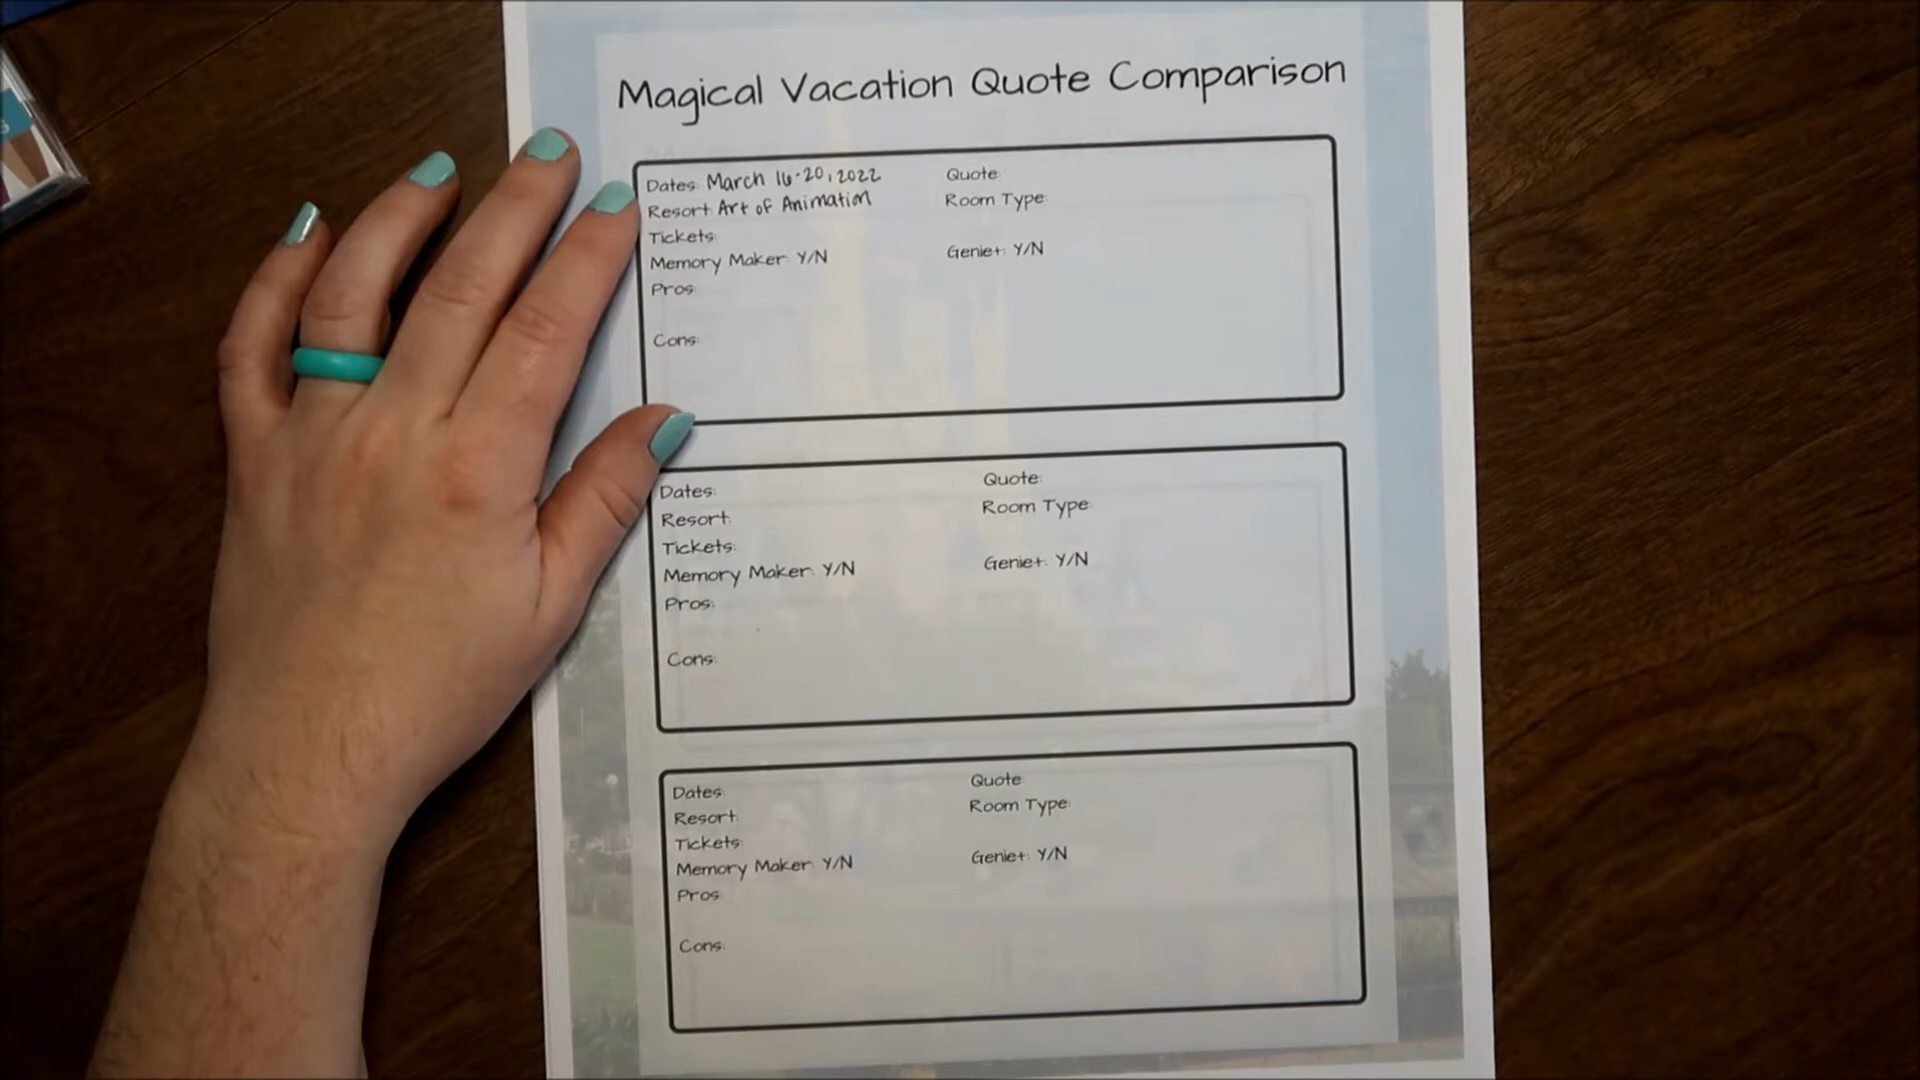 Magical Vacation Quote Comparison
Dates: March 16-20, 2022 Quote:
Resort: Art of Animation Room Type:
Tickets:
Memory Maker: Y/N Genie+: Y/N
Pros:
Cons:
Dates: Quote:
Resort: Room Type:
Tickets:
Memory Maker: Y/N Genie+: Y/N
Pros:
Cons:
Dates: Quote:
Resort: Room Type:
Tickets:
Memory Maker: Y/N Genie+: Y/N
Pros:
Cons: